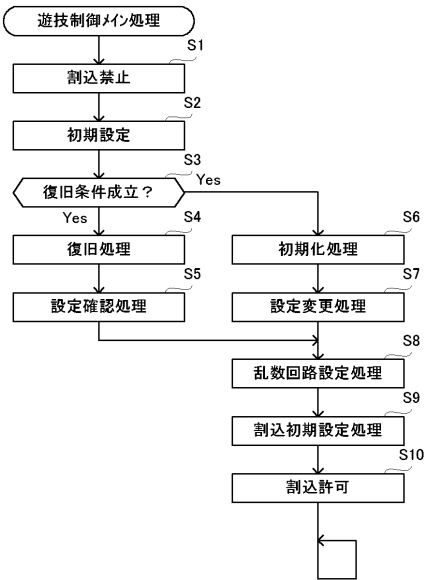 遊技制御メイン処理
S1
割込禁止
S2
初期設定
S3
復旧条件成立？
Yes
Yes
S4
復旧処理
S5
設定確認処理
S6
初期化処理
S7
設定変更処理
S8
乱数回路設定処理
S9
割込初期設定処理
S10
割込許可